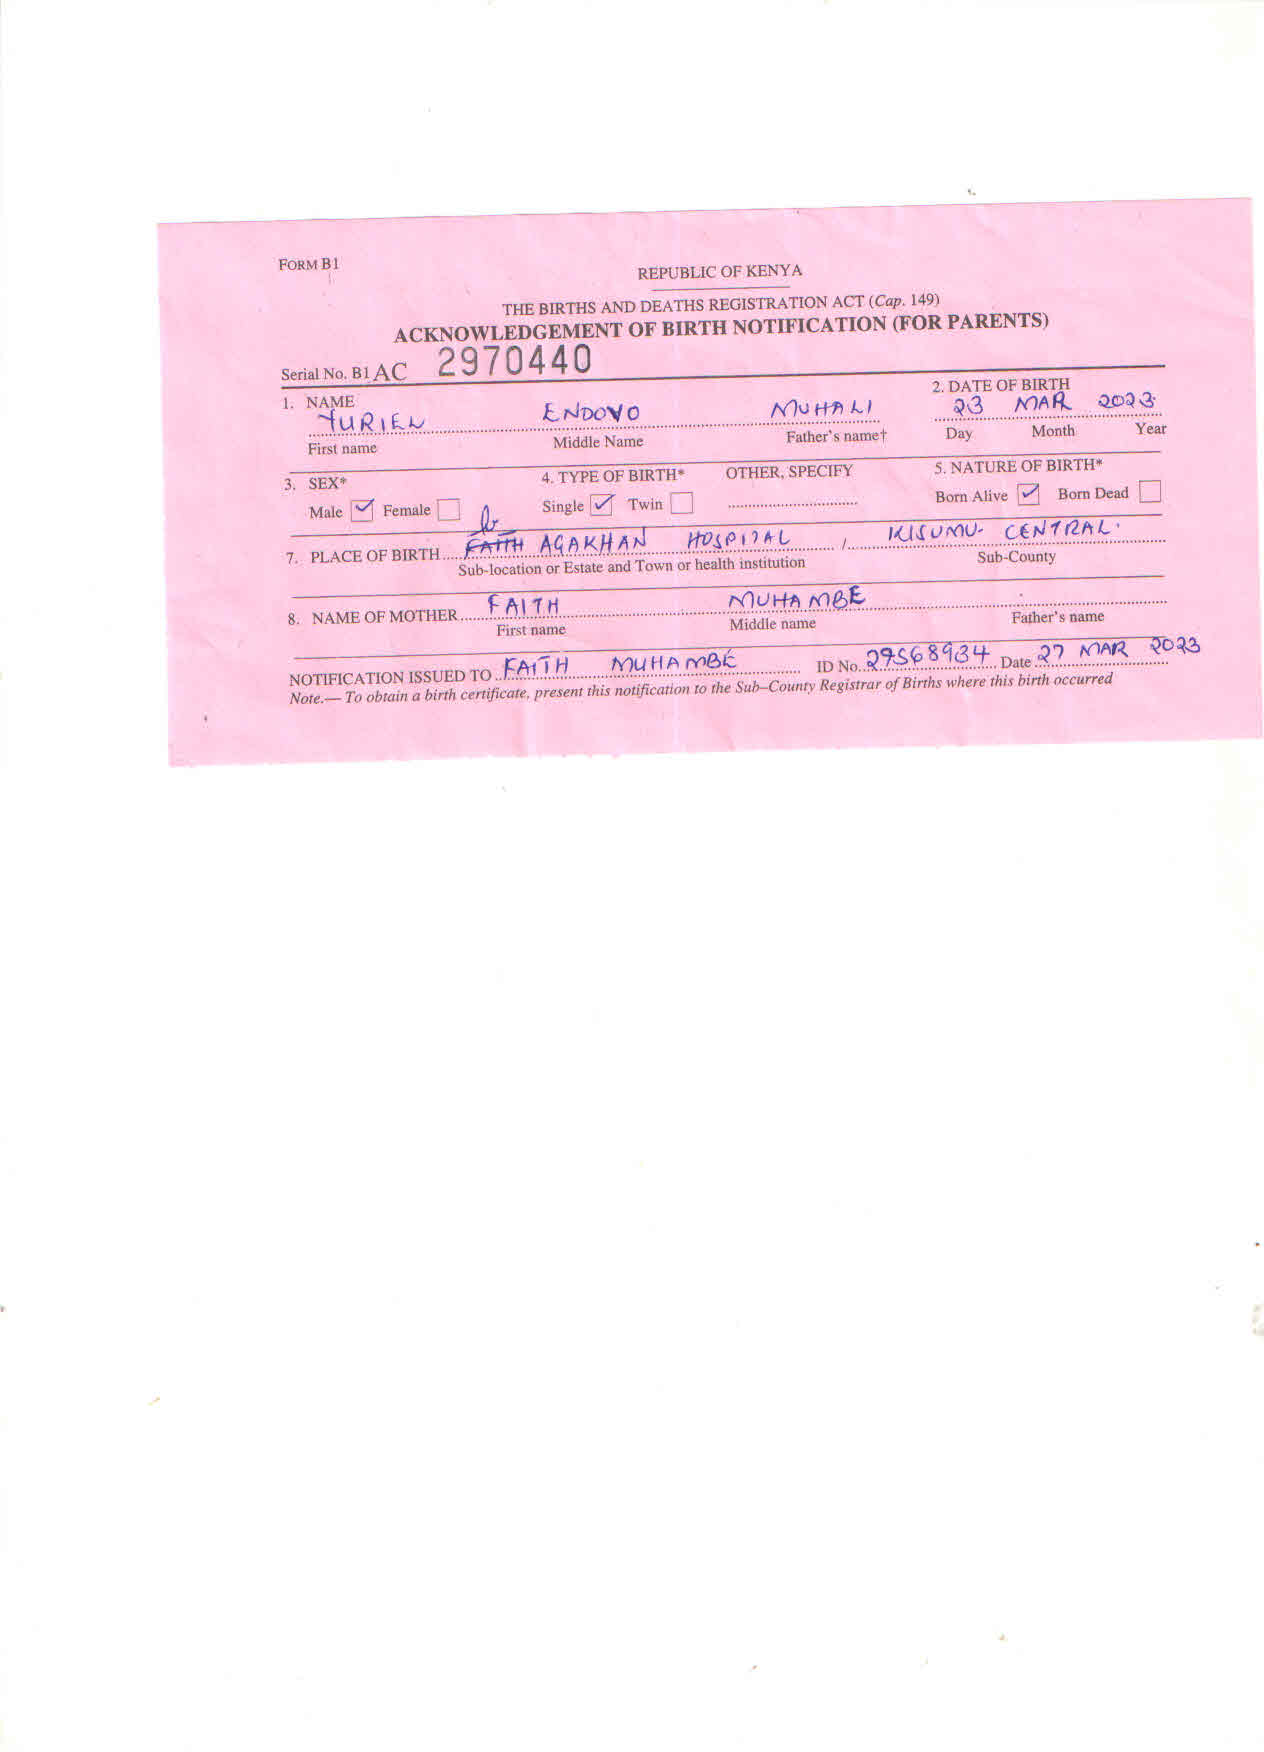 FORM B1
REPUBLIC OF KENYA
THE BIRTHS AND DEATHS REGISTRATION ACT (Cap. 149)
ACKNOWLEDGEMENT OF BIRTH NOTIFICATION (FOR PARENTS)
Serial No. B1 AC 2970440
1. NAME 2. DATE OF BIRTH
ENDOVO MUHALI 23 MAR 2023
First name Middle Name Father's name† Day Month Year
3. SEX* 4. TYPE OF BIRTH* OTHER, SPECIFY 5. NATURE OF BIRTH*
Male ☑ Female ☐ Single ☑ Twin ☐ Born Alive ☑ Born Dead ☐
7. PLACE OF BIRTH FAITH AGAKHAN HOSPITAL / KISUMU- CENTRAL.
Sub-location or Estate and Town or health institution Sub-County
8. NAME OF MOTHER FAITH MUHAMBE
First name Middle name Father's name
NOTIFICATION ISSUED TO FAITH MUHAMBE ID No. 29568934 Date 27 MAR 2023
Note.— To obtain a birth certificate, present this notification to the Sub–County Registrar of Births where this birth occurred